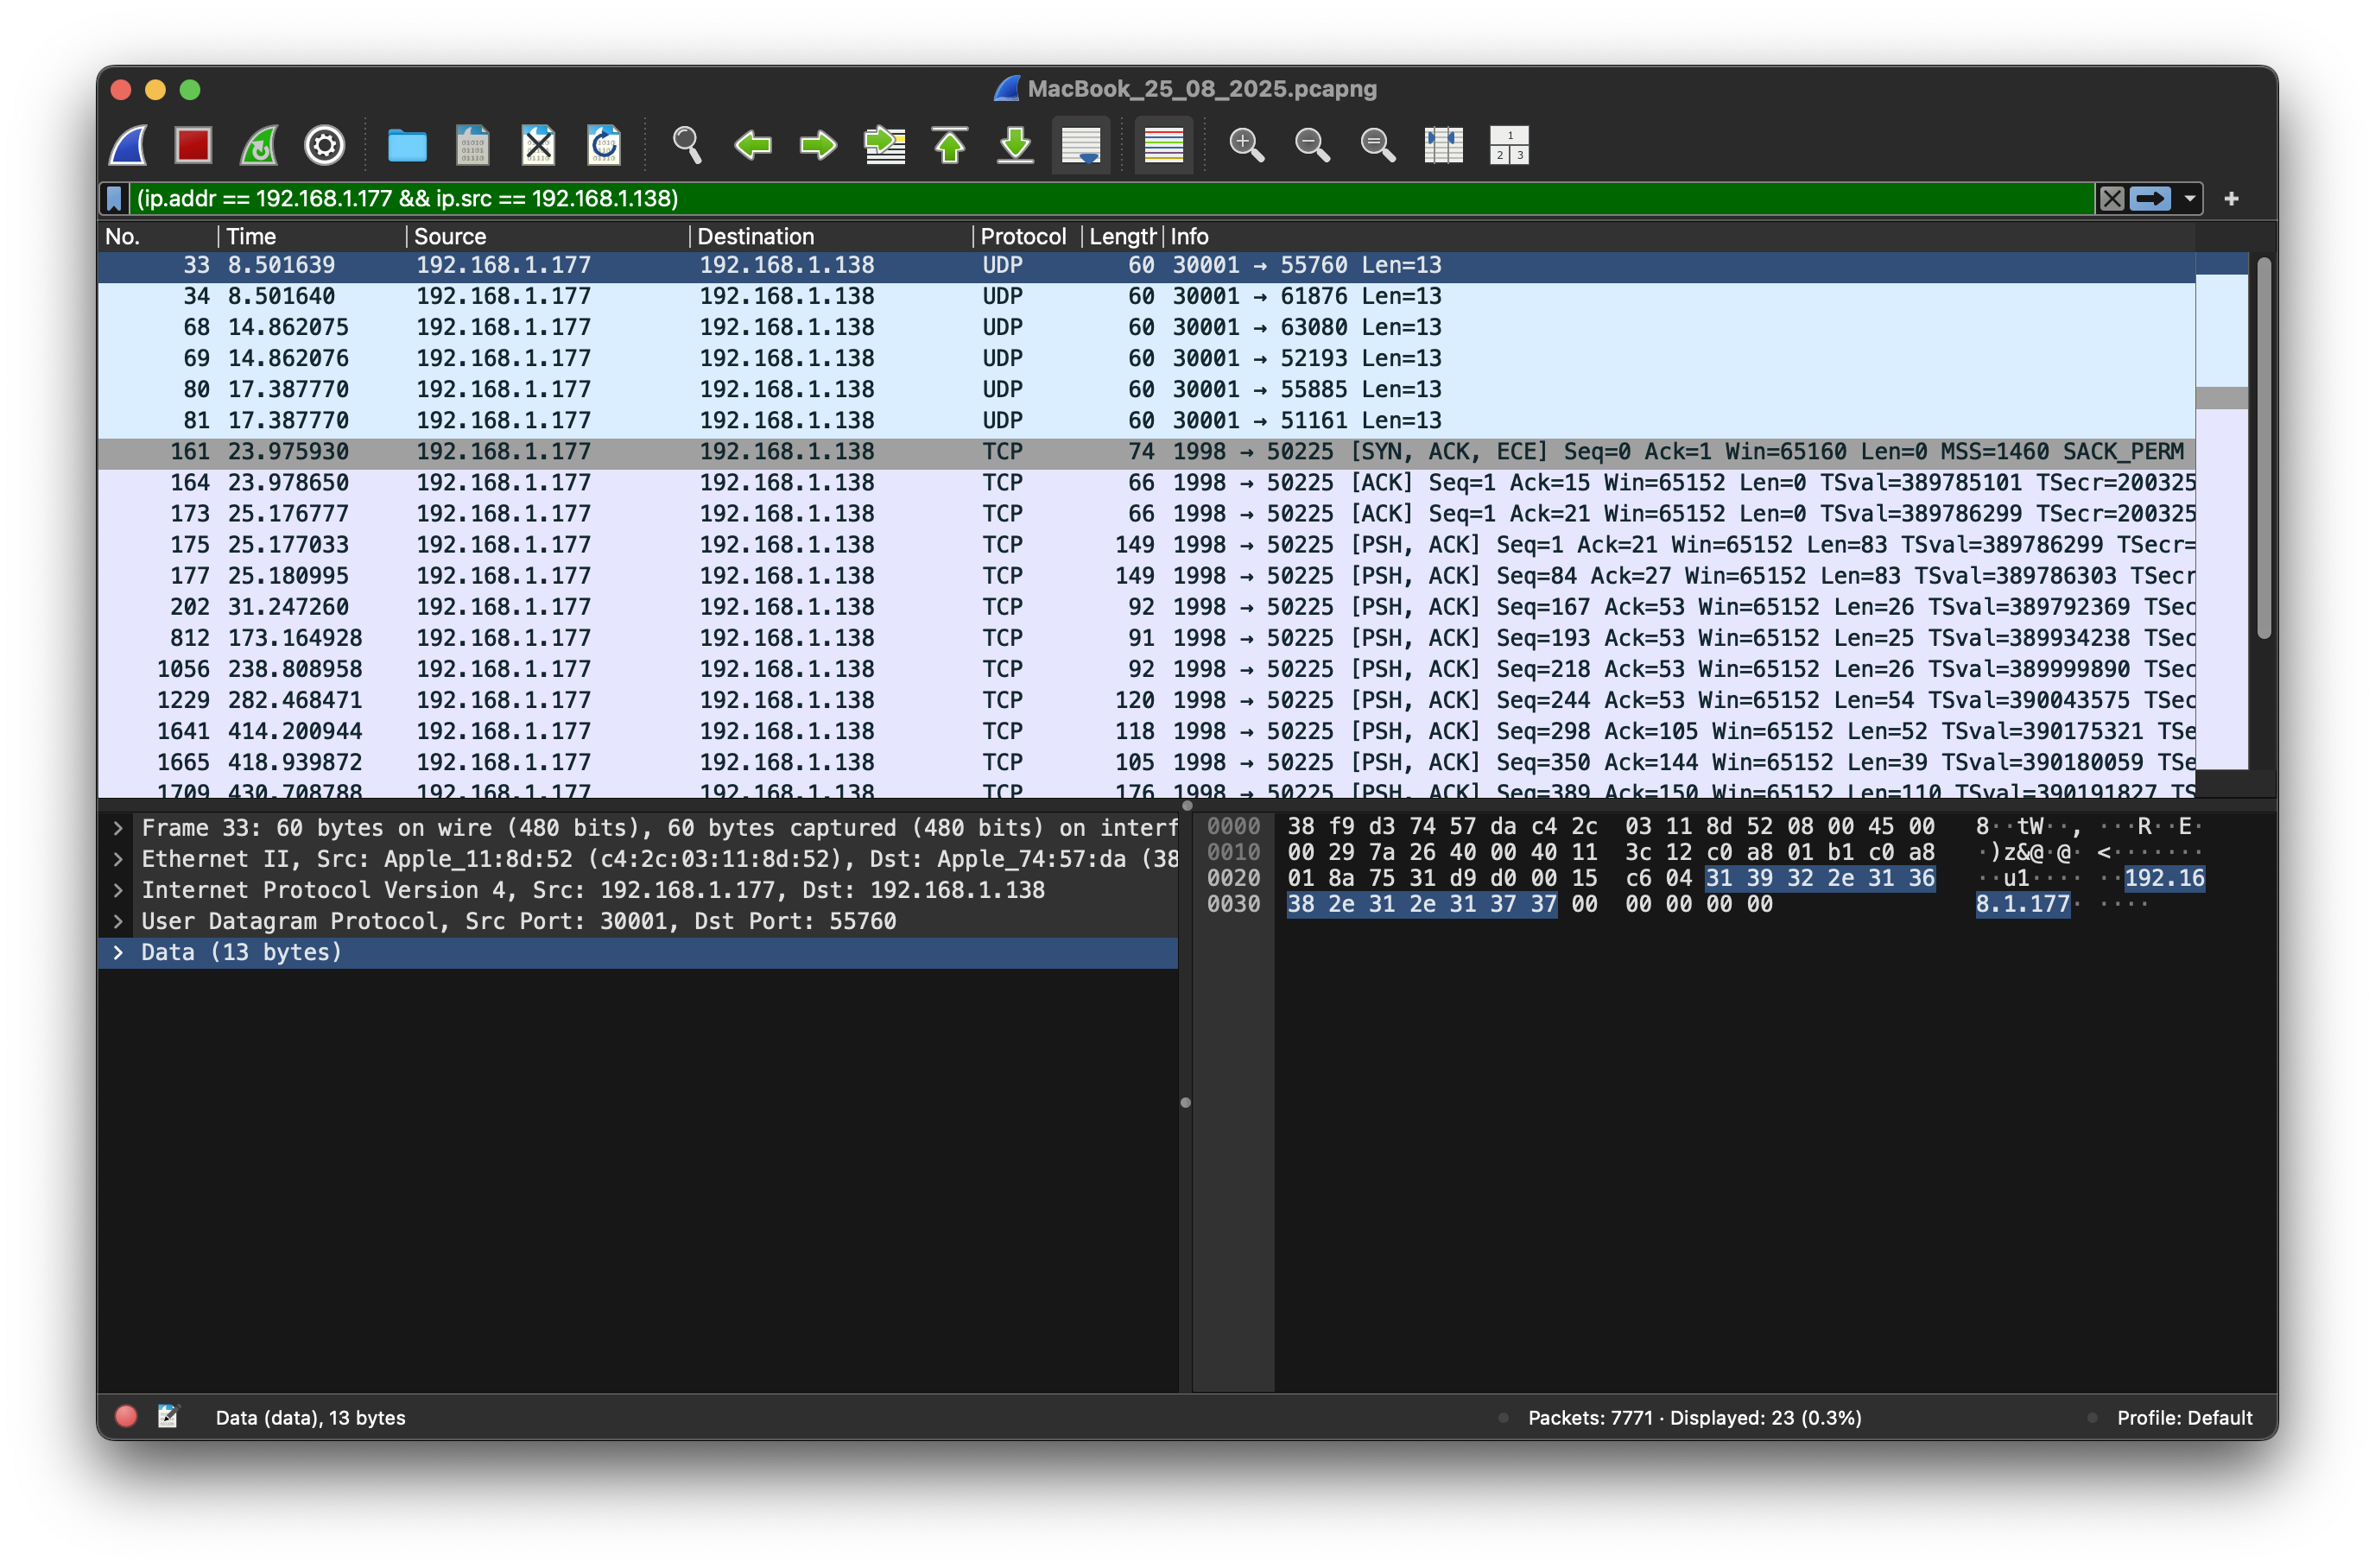 MacBook_25_08_2025.pcapng
(ip.addr == 192.168.1.177 && ip.src == 192.168.1.138)
No. Time Source Destination Protocol Length Info
33 8.501639 192.168.1.177 192.168.1.138 UDP 60 30001 → 55760 Len=13
34 8.501640 192.168.1.177 192.168.1.138 UDP 60 30001 → 61876 Len=13
68 14.862075 192.168.1.177 192.168.1.138 UDP 60 30001 → 63080 Len=13
69 14.862076 192.168.1.177 192.168.1.138 UDP 60 30001 → 52193 Len=13
80 17.387770 192.168.1.177 192.168.1.138 UDP 60 30001 → 55885 Len=13
81 17.387770 192.168.1.177 192.168.1.138 UDP 60 30001 → 51161 Len=13
161 23.975930 192.168.1.177 192.168.1.138 TCP 74 1998 → 50225 [SYN, ACK, ECE] Seq=0 Ack=1 Win=65160 Len=0 MSS=1460 SACK_PERM
164 23.978650 192.168.1.177 192.168.1.138 TCP 66 1998 → 50225 [ACK] Seq=1 Ack=15 Win=65152 Len=0 TSval=389785101 TSecr=200325
173 25.176777 192.168.1.177 192.168.1.138 TCP 66 1998 → 50225 [ACK] Seq=1 Ack=21 Win=65152 Len=0 TSval=389786299 TSecr=200325
175 25.177033 192.168.1.177 192.168.1.138 TCP 149 1998 → 50225 [PSH, ACK] Seq=1 Ack=21 Win=65152 Len=83 TSval=389786299 TSecr=
177 25.180995 192.168.1.177 192.168.1.138 TCP 149 1998 → 50225 [PSH, ACK] Seq=84 Ack=27 Win=65152 Len=83 TSval=389786303 TSecr
202 31.247260 192.168.1.177 192.168.1.138 TCP 92 1998 → 50225 [PSH, ACK] Seq=167 Ack=53 Win=65152 Len=26 TSval=389792369 TSec
812 173.164928 192.168.1.177 192.168.1.138 TCP 91 1998 → 50225 [PSH, ACK] Seq=193 Ack=53 Win=65152 Len=25 TSval=389934238 TSec
1056 238.808958 192.168.1.177 192.168.1.138 TCP 92 1998 → 50225 [PSH, ACK] Seq=218 Ack=53 Win=65152 Len=26 TSval=389999890 TSec
1229 282.468471 192.168.1.177 192.168.1.138 TCP 120 1998 → 50225 [PSH, ACK] Seq=244 Ack=53 Win=65152 Len=54 TSval=390043575 TSec
1641 414.200944 192.168.1.177 192.168.1.138 TCP 118 1998 → 50225 [PSH, ACK] Seq=298 Ack=105 Win=65152 Len=52 TSval=390175321 TSe
1665 418.939872 192.168.1.177 192.168.1.138 TCP 105 1998 → 50225 [PSH, ACK] Seq=350 Ack=144 Win=65152 Len=39 TSval=390180059 TSe
1709 430.708788 192.168.1.177 192.168.1.138 TCP 176 1998 → 50225 [PSH, ACK] Seq=389 Ack=150 Win=65152 Len=110 TSval=390191827 TS
Frame 33: 60 bytes on wire (480 bits), 60 bytes captured (480 bits) on interf
Ethernet II, Src: Apple_11:8d:52 (c4:2c:03:11:8d:52), Dst: Apple_74:57:da (38
Internet Protocol Version 4, Src: 192.168.1.177, Dst: 192.168.1.138
User Datagram Protocol, Src Port: 30001, Dst Port: 55760
Data (13 bytes)
0000 38 f9 d3 74 57 da c4 2c 03 11 8d 52 08 00 45 00 8··tW··, ···R··E·
0010 00 29 7a 26 40 00 40 11 3c 12 c0 a8 01 b1 c0 a8 ·)z&@·@· <·······
0020 01 8a 75 31 d9 d0 00 15 c6 04 31 39 32 2e 31 36 ··u1···· ··192.16
0030 38 2e 31 2e 31 37 37 00 00 00 00 00 8.1.177· ····
Data (data), 13 bytes
Packets: 7771 · Displayed: 23 (0.3%)
Profile: Default